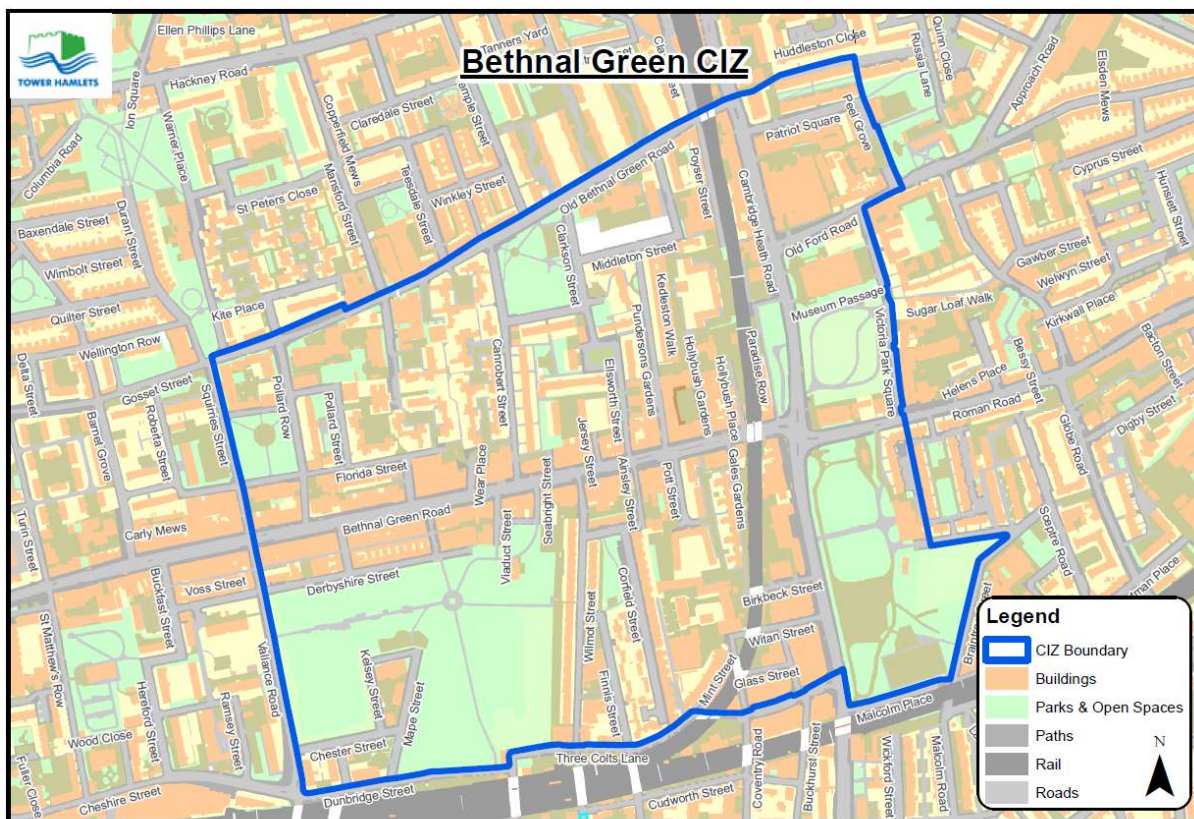 Bethnal Green CIZ
TOWER HAMLETS
Ellen Phillips Lane
Tanners Yard
Huddleston Close
Quinn Close
Russia Lane
Approach Road
Elsden Mews
Hackney Road
Ion Square
Warner Place
Columbia Road
Claredale Street
Copperfield Mews
Mansford Street
Teesdale Street
Winkley Street
St Peters Close
Old Bethnal Green Road
Poyser Street
Patriot Square
Peel Grove
Cyprus Street
Hunslett Street
Baxendale Street
Durant Street
Wimbolt Street
Quilter Street
Kite Place
Wellington Row
Clarkson Street
Middleton Street
Cambridge Heath Road
Old Ford Road
Gawber Street
Welwyn Street
Museum Passage
Sugar Loaf Walk
Kirkwall Place
Bacton Street
Delta Street
Gosset Street
Squirries Street
Pollard Row
Pollard Street
Canrobert Street
Ellsworth Street
Pundersons Gardens
Kedleston Walk
Hollybush Gardens
Hollybush Place
Paradise Row
Victoria Park Square
Helens Place
Bessy Street
Roman Road
Digby Street
Globe Road
Barnet Grove
Roberta Street
Florida Street
Wear Place
Seabright Street
Jersey Street
Ainsley Street
Pott Street
Gales Gardens
Turin Street
Carly Mews
Bethnal Green Road
Viaduct Street
Sceptre Road
Voss Street
Buckfast Street
Derbyshire Street
Wilmot Street
Corfield Street
Birkbeck Street
Witan Street
St Matthew's Row
Hereford Street
Ramsey Street
Vallance Road
Kelsey Street
Mape Street
Finnis Street
Mint Street
Glass Street
Malcolm Place
Wood Close
Fuller Close
Cheshire Street
Chester Street
Dunbridge Street
Three Colts Lane
Cudworth Street
Coventry Road
Buckhurst Street
Wickford Street
Malcolm Road
Legend
CIZ Boundary
Buildings
Parks & Open Spaces
Paths
Rail
Roads
N